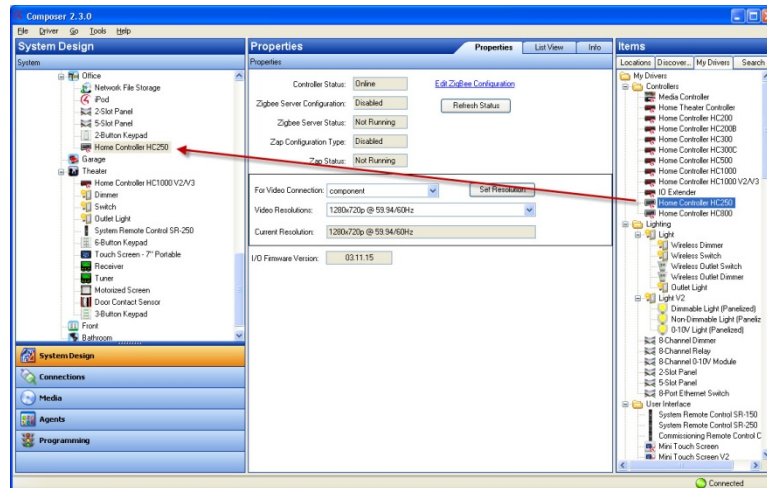 Composer 2.3.0
File Driver Go Tools Help
System Design
System
Office
Network File Storage
iPod
2-Slot Panel
5-Slot Panel
2-Button Keypad
Home Controller HC250
Garage
Theater
Home Controller HC1000 V2/V3
Dimmer
Switch
Outlet Light
System Remote Control SR-250
6-Button Keypad
Touch Screen - 7" Portable
Receiver
Tuner
Motorized Screen
Door Contact Sensor
3-Button Keypad
Front
Bathroom
System Design
Connections
Media
Agents
Programming
Properties
Properties List View Info
Properties
Controller Status: Online Edit ZigBee Configuration
Zigbee Server Configuration: Disabled Refresh Status
Zigbee Server Status: Not Running
Zap Configuration Type: Disabled
Zap Status: Not Running
For Video Connection: component Set Resolution
Video Resolutions: 1280x720p @ 59.94/60Hz
Current Resolution: 1280x720p @ 59.94/60Hz
I/O Firmware Version: 03.11.15
Items
Locations Discover... My Drivers Search
My Drivers
Controllers
Media Controller
Home Theater Controller
Home Controller HC200
Home Controller HC200B
Home Controller HC300
Home Controller HC300C
Home Controller HC500
Home Controller HC1000
Home Controller HC1000 V2/V3
IO Extender
Home Controller HC250
Home Controller HC800
Lighting
Light
Wireless Dimmer
Wireless Switch
Wireless Outlet Switch
Wireless Outlet Dimmer
Outlet Light
Light V2
Dimmable Light (Panelized)
Non-Dimmable Light (Paneliz
0-10V Light (Panelized)
8-Channel Dimmer
8-Channel Relay
8-Channel 0-10V Module
2-Slot Panel
5-Slot Panel
8-Port Ethernet Switch
User Interface
System Remote Control SR-150
System Remote Control SR-250
Commissioning Remote Control C
Mini Touch Screen
Mini Touch Screen V2
Connected